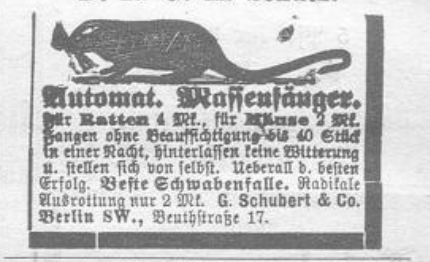 Automat. Massenfänger.
Für Ratten 4 Mk., für Mäuse 2 Mk.
Fangen ohne Beaufsichtigung bis 40 Stück
in einer Nacht, hinterlassen keine Witterung
u. stellen sich von selbst. Ueberall d. besten
Erfolg. Beste Schwabenfalle. Radikale
Ausrottung nur 2 Mk. G. Schubert & Co.
Berlin SW., Beuthstraße 17.